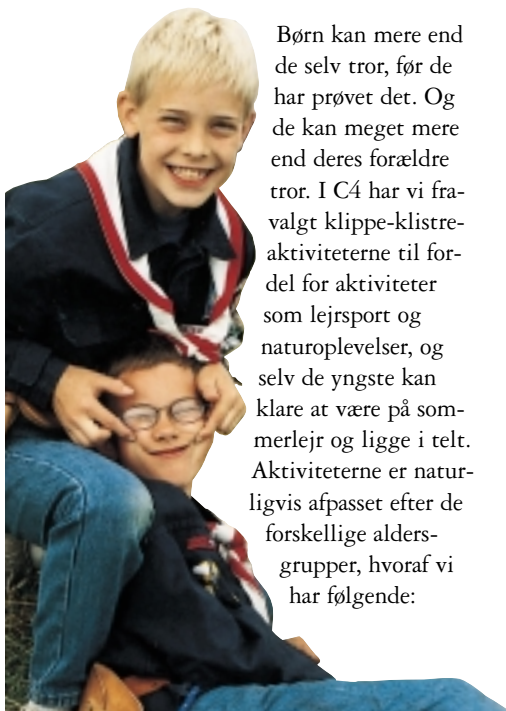 Børn kan mere end
de selv tror, før de
har prøvet det. Og
de kan meget mere
end deres forældre
tror. I C4 har vi fra-
valgt klippe-klistre-
aktiviteterne til for-
del for aktiviteter
som lejrsport og
naturoplevelser, og
selv de yngste kan
klare at være på som-
merlejr og ligge i telt.
Aktiviteterne er natur-
ligvis afpasset efter de
forskellige alders-
grupper, hvoraf vi
har følgende: